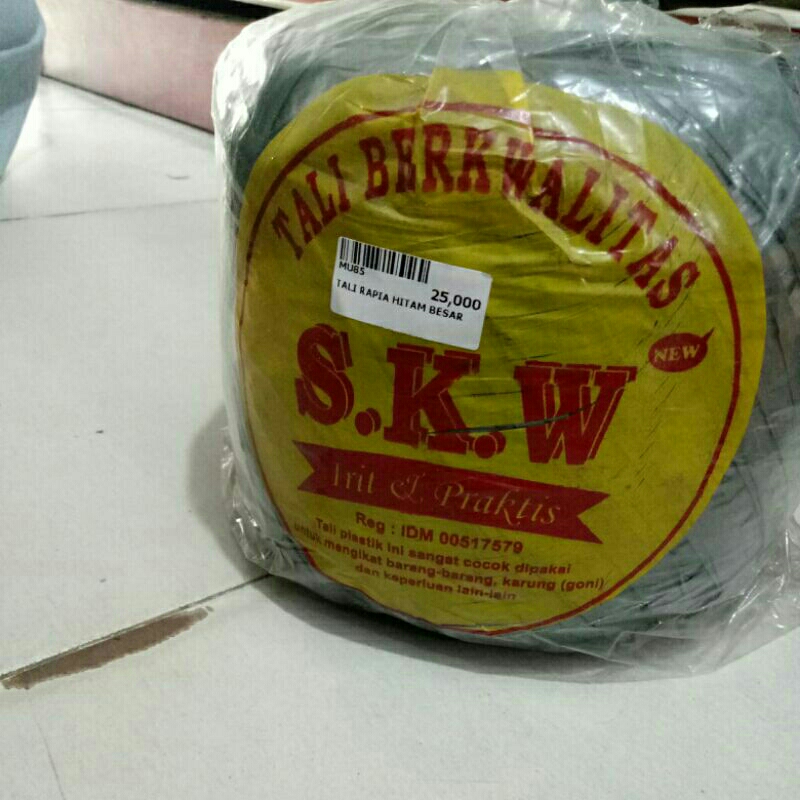 TALI BERKWALITAS
MU85
25,000
TALI RAPIA HITAM BESAR
NEW
S.K.W
Irit & Praktis
Reg : IDM 00517579
Tali plastik ini sangat cocok dipakai
untuk mengikat barang-barang, karung (goni)
dan keperluan lain-lain